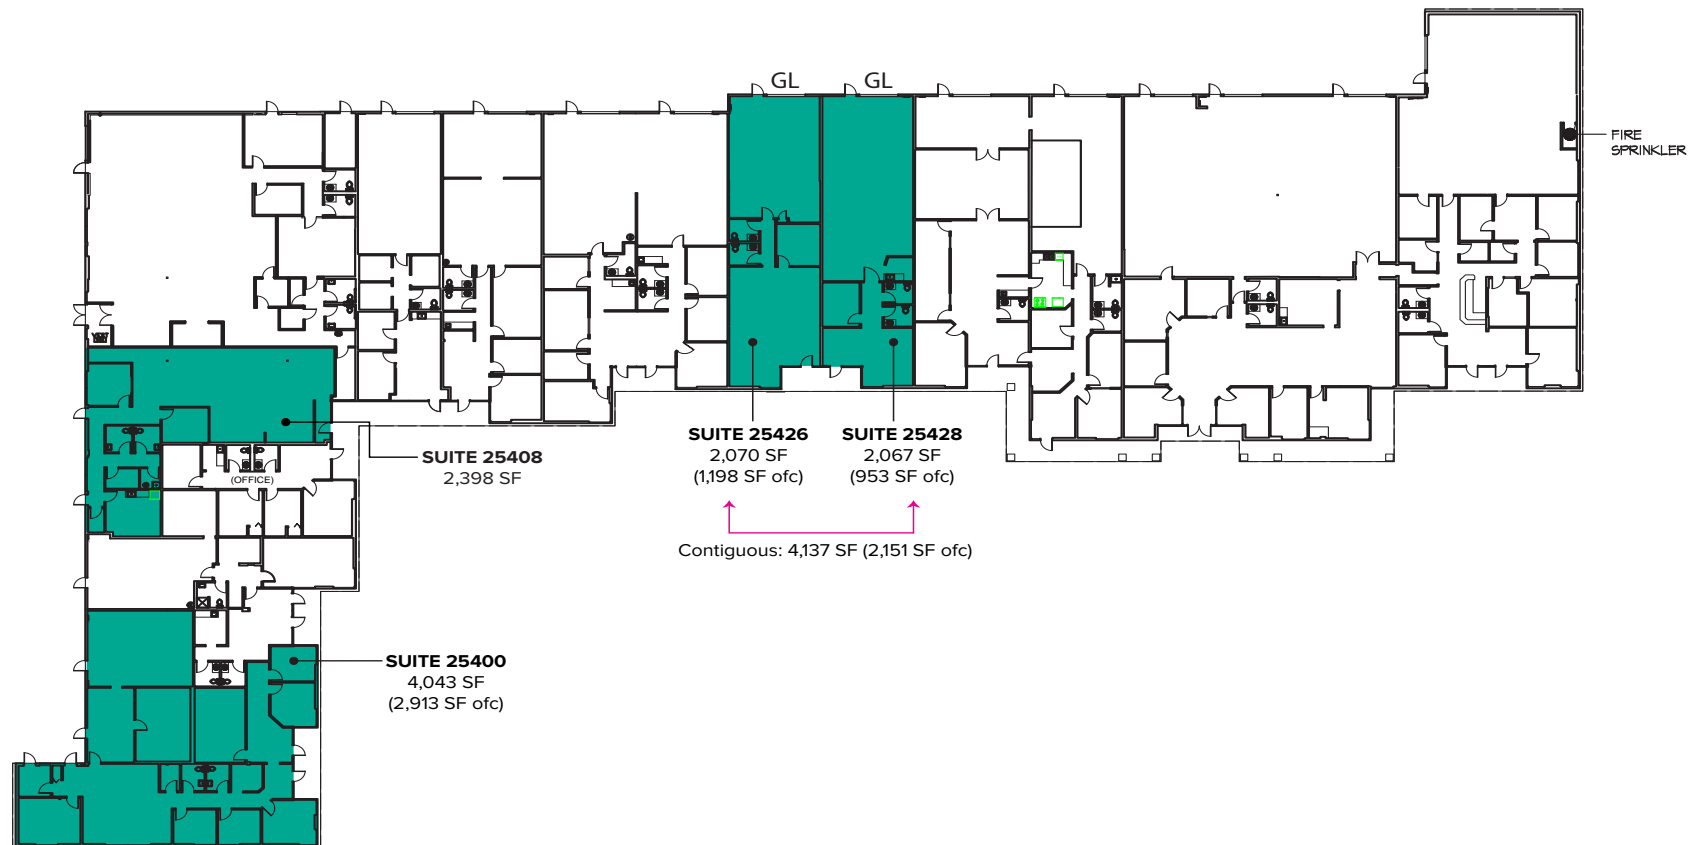 GL
GL
FIRE
SPRINKLER
SUITE 25426
2,070 SF
(1,198 SF ofc)
SUITE 25428
2,067 SF
(953 SF ofc)
SUITE 25408
2,398 SF
(OFFICE)
Contiguous: 4,137 SF (2,151 SF ofc)
SUITE 25400
4,043 SF
(2,913 SF ofc)